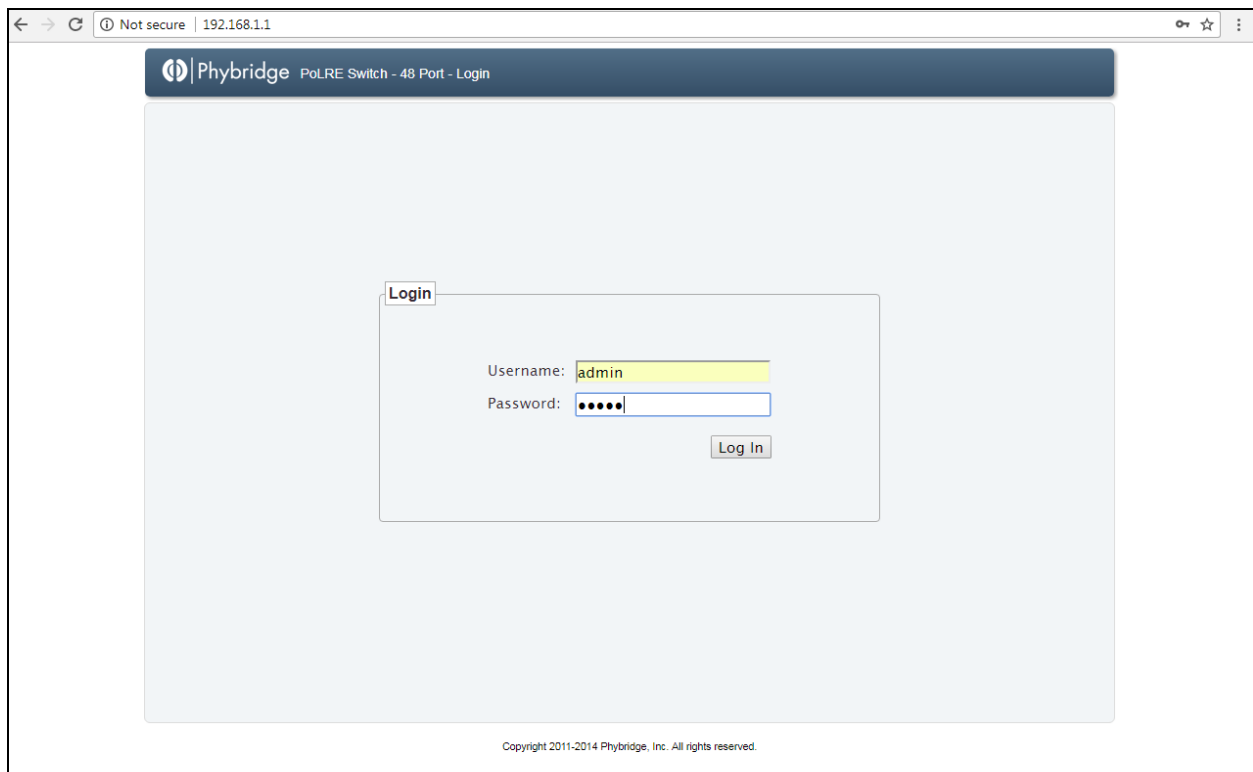 Not secure | 192.168.1.1
Phybridge PoLRE Switch - 48 Port - Login
Login
Username: admin
Password: •••••
Log In
Copyright 2011-2014 Phybridge, Inc. All rights reserved.